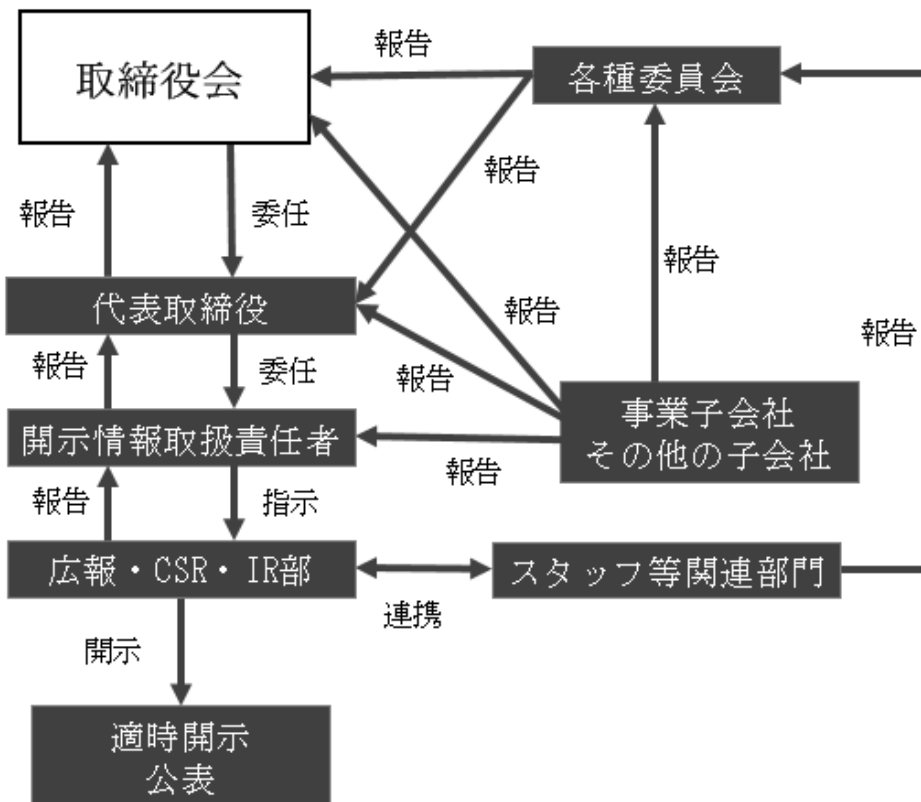 報告
取締役会
各種委員会
報告
報告
委任
報告
代表取締役
報告
報告
報告
委任
報告
事業子会社
その他の子会社
開示情報取扱責任者
報告
報告
指示
広報・CSR・IR部
スタッフ等関連部門
連携
開示
適時開示
公表